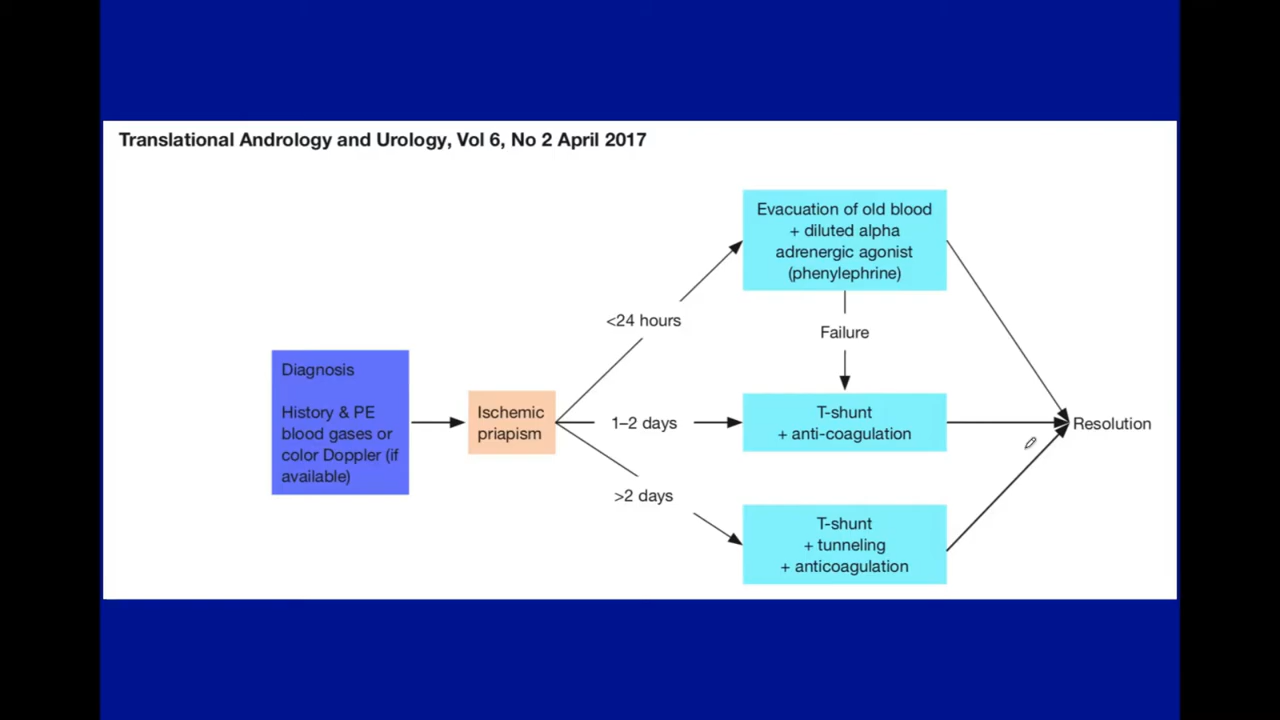 Translational Andrology and Urology, Vol 6, No 2 April 2017
Diagnosis
History & PE
blood gases or
color Doppler (if
available)
Ischemic
priapism
<24 hours
1–2 days
>2 days
Evacuation of old blood
+ diluted alpha
adrenergic agonist
(phenylephrine)
Failure
T-shunt
+ anti-coagulation
T-shunt
+ tunneling
+ anticoagulation
Resolution